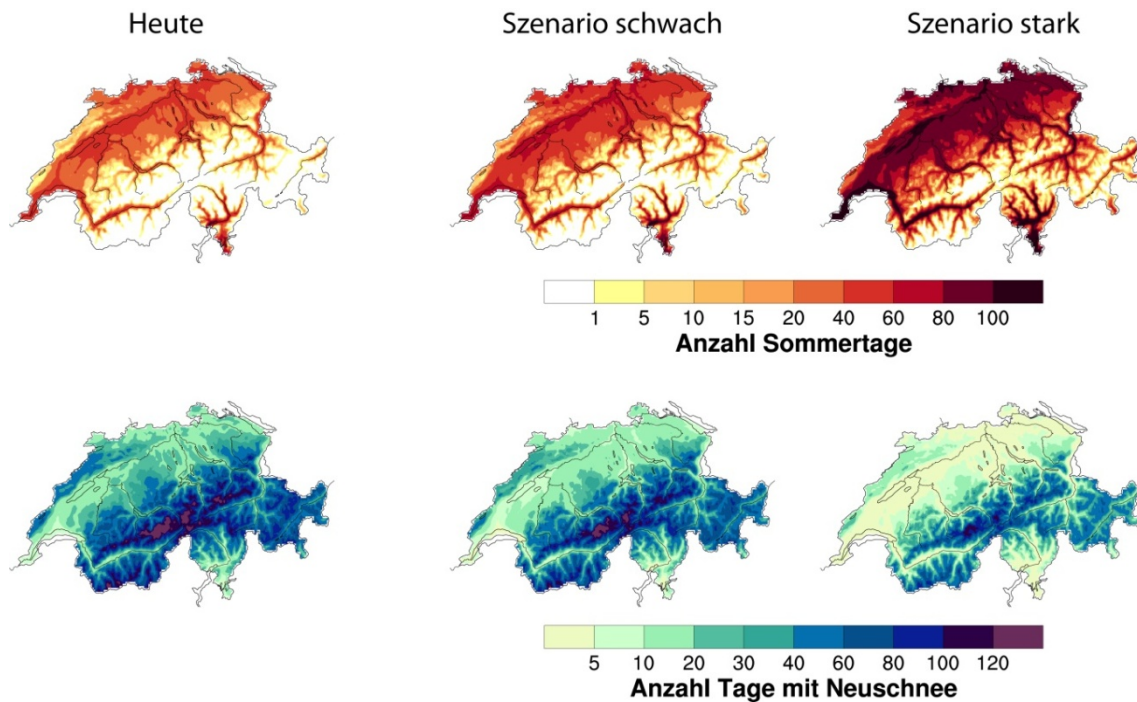 Heute Szenario schwach Szenario stark
1 5 10 15 20 40 60 80 100
Anzahl Sommertage
5 10 20 30 40 60 80 100 120
Anzahl Tage mit Neuschnee